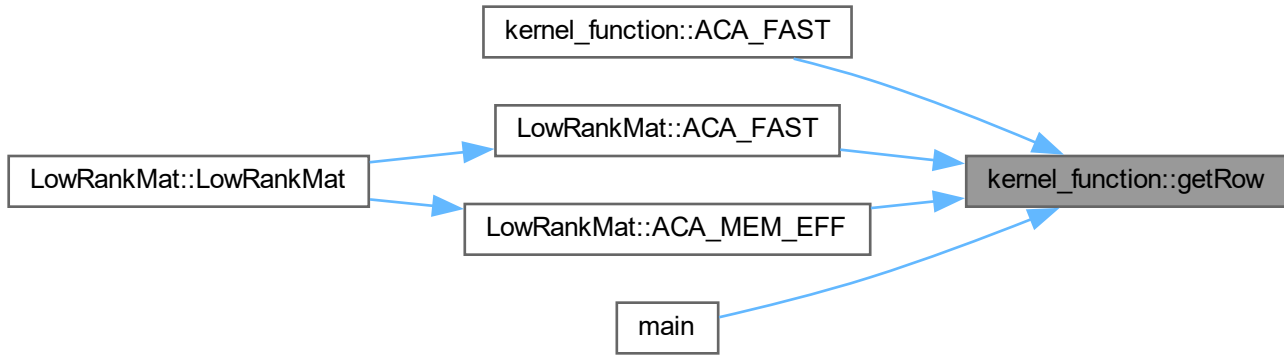 kernel_function::ACA_FAST
LowRankMat::ACA_FAST
LowRankMat::LowRankMat
kernel_function::getRow
LowRankMat::ACA_MEM_EFF
main